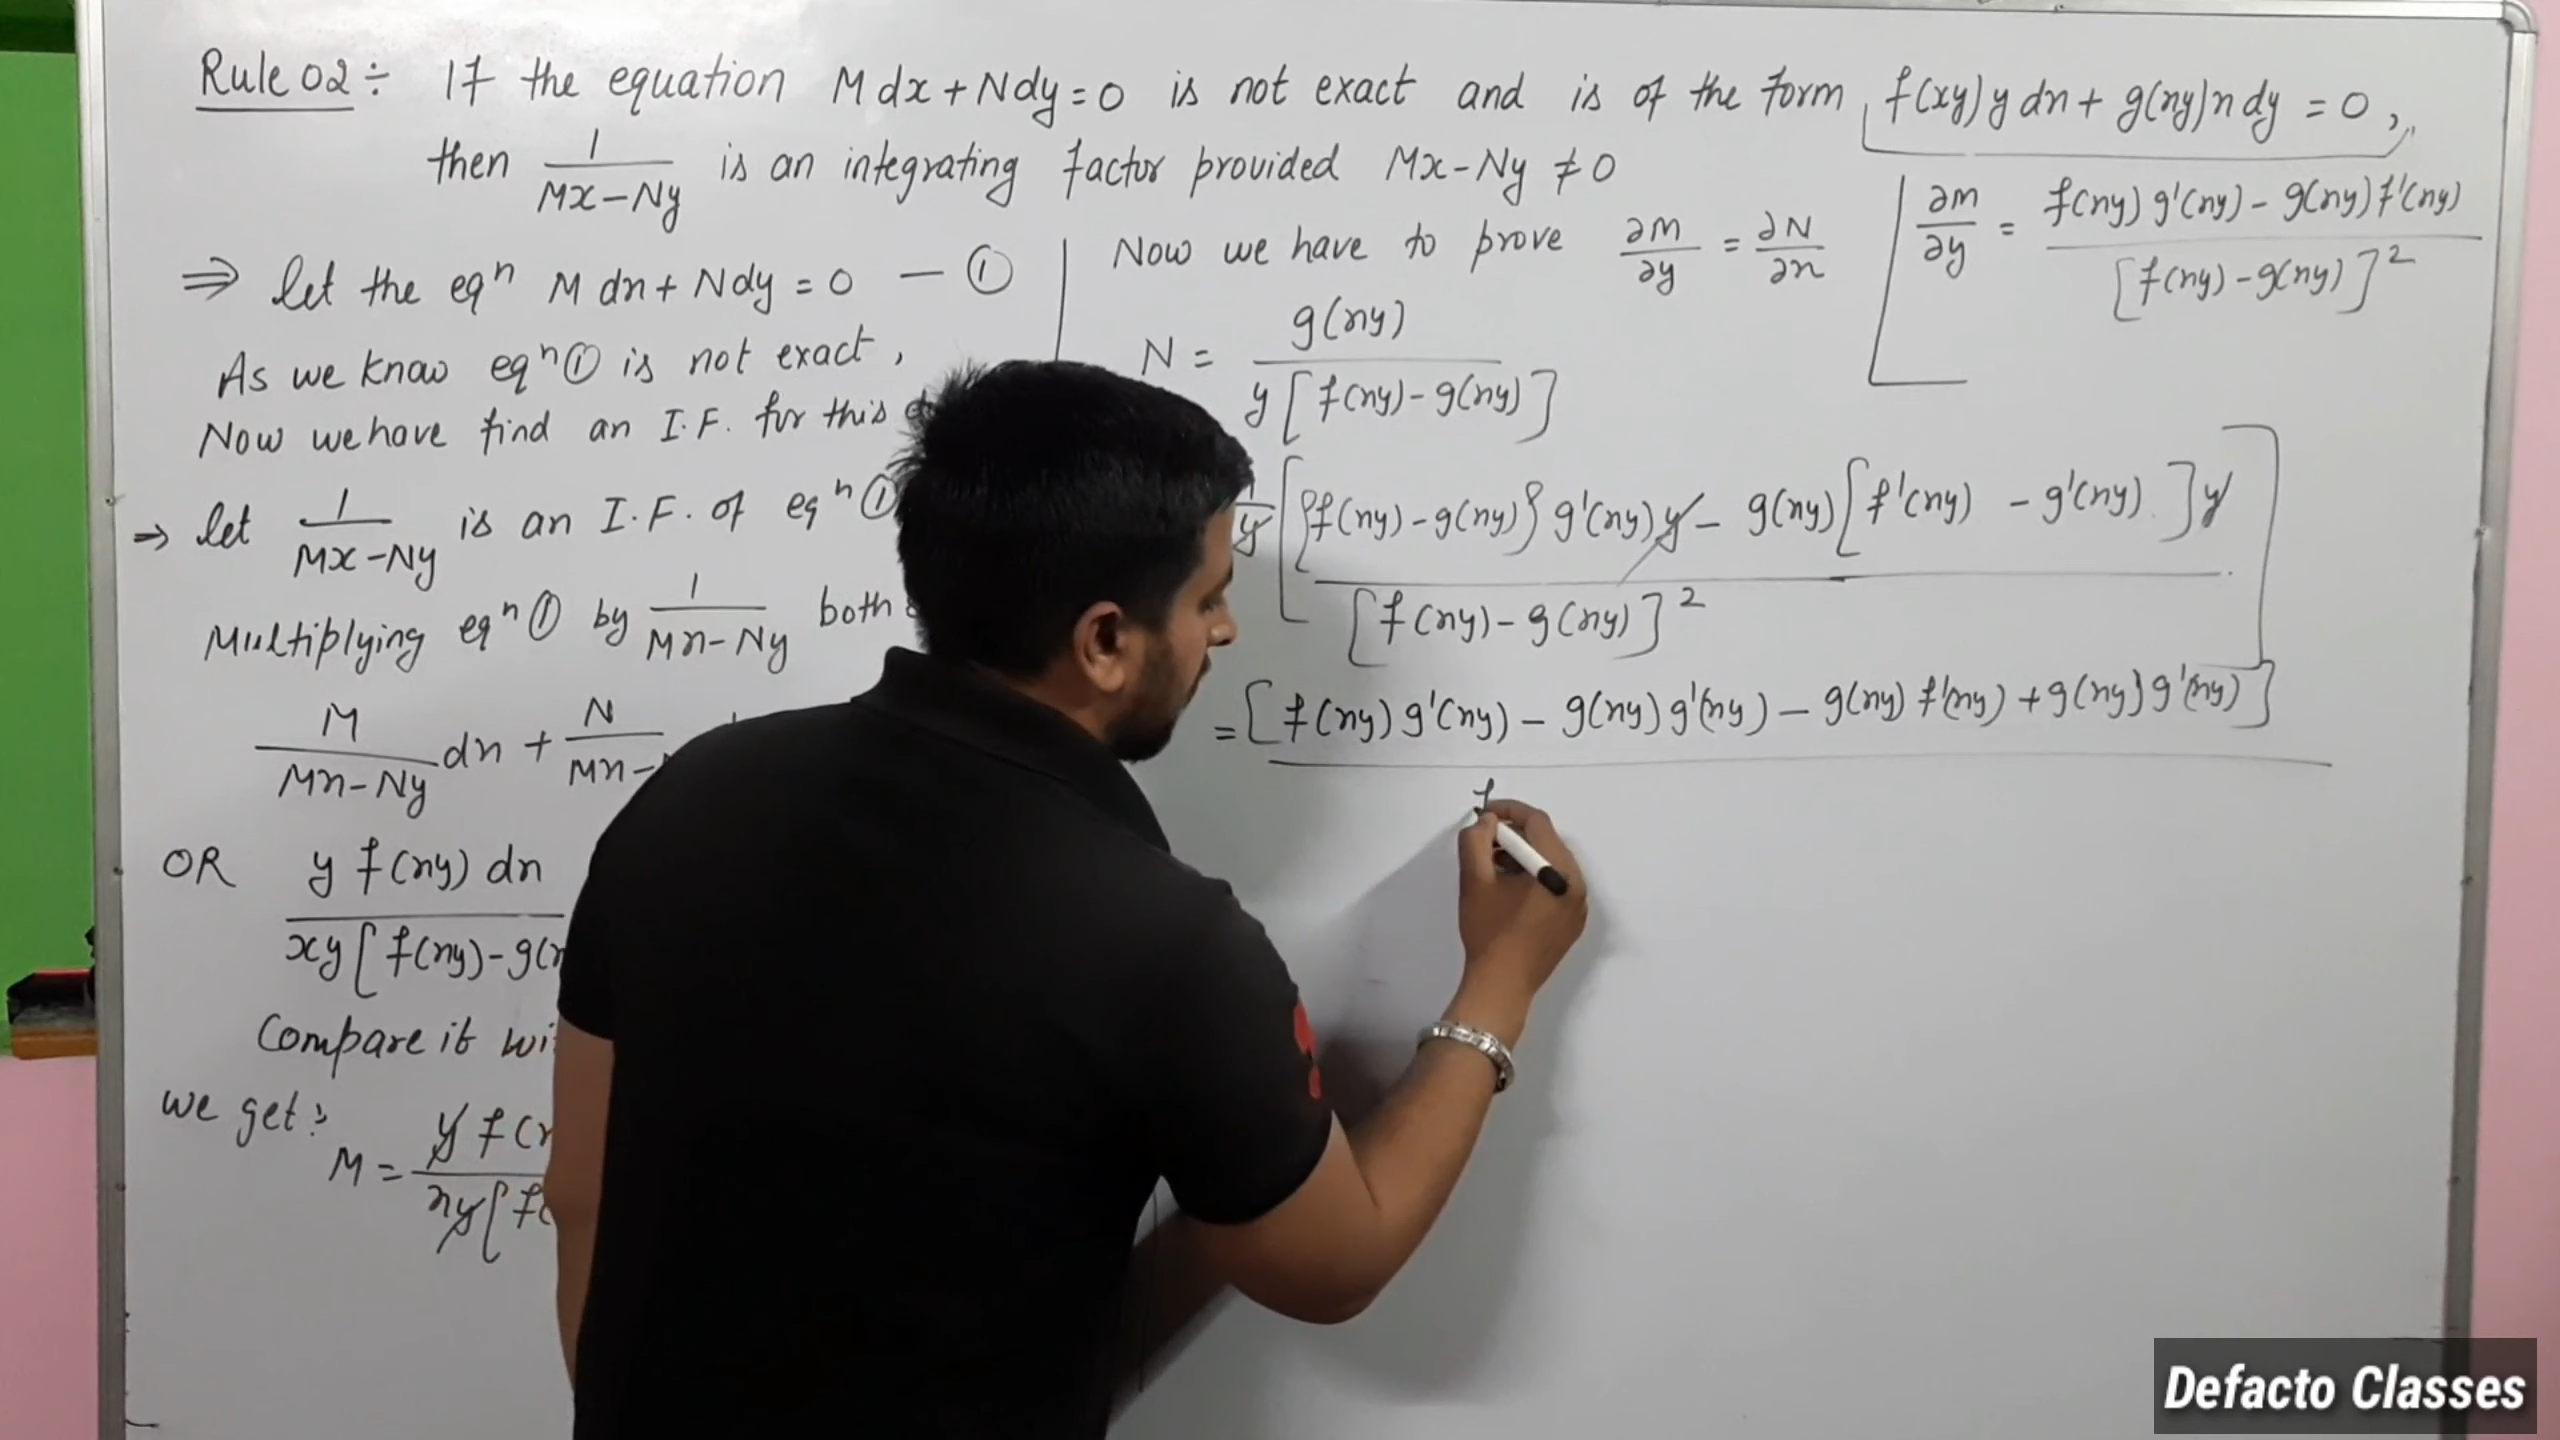 Rule 02 ÷ If the equation M dx + N dy = 0 is not exact and is of the form f(xy) y dx + g(xy) x dy = 0,
then 1/(Mx - Ny) is an integrating factor provided Mx - Ny ≠ 0
⇒ let the eqⁿ M dx + N dy = 0 — ①
As we know eqⁿ ① is not exact,
Now we have find an I.F. for this
⇒ let 1/(Mx - Ny) is an I.F. of eqⁿ ①
Multiplying eqⁿ ① by 1/(Mx - Ny) both
M/(Mx - Ny) dx + N/(Mx -
OR y f(xy) dx / xy[f(xy) - g(x
Compare it wi
we get:
M = y f(x / xy[f(
Now we have to prove ∂M/∂y = ∂N/∂x
N = g(xy) / y[f(xy) - g(xy)]
1/y [ {f(xy) - g(xy)} g'(xy) y - g(xy)[f'(xy) - g'(xy)] y / [f(xy) - g(xy)]² ]
= [f(xy) g'(xy) - g(xy) g'(xy) - g(xy) f'(xy) + g(xy) g'(xy)]
f
∂M/∂y = f(xy) g'(xy) - g(xy) f'(xy) / [f(xy) - g(xy)]²
Defacto Classes